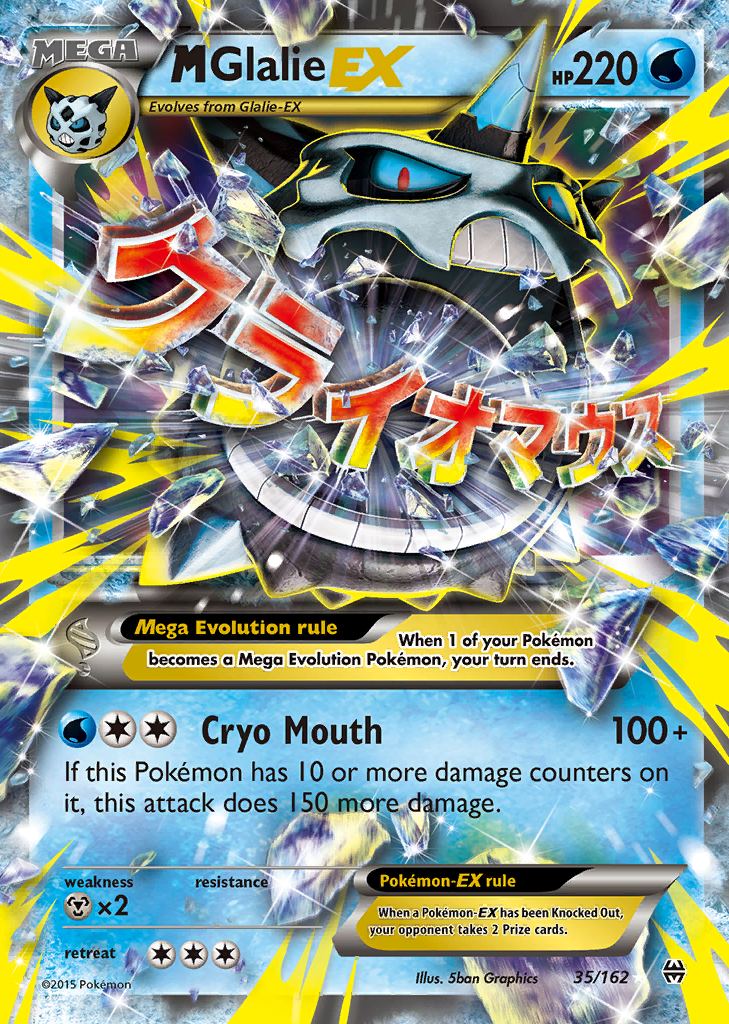 MEGA
M Glalie EX
HP220
Evolves from Glalie-EX
クライオマウス
Mega Evolution rule
When 1 of your Pokémon
becomes a Mega Evolution Pokémon, your turn ends.
Cryo Mouth 100+
If this Pokémon has 10 or more damage counters on
it, this attack does 150 more damage.
weakness resistance
×2
Pokémon-EX rule
When a Pokémon-EX has been Knocked Out,
your opponent takes 2 Prize cards.
retreat
©2015 Pokémon
Illus. 5ban Graphics 35/162